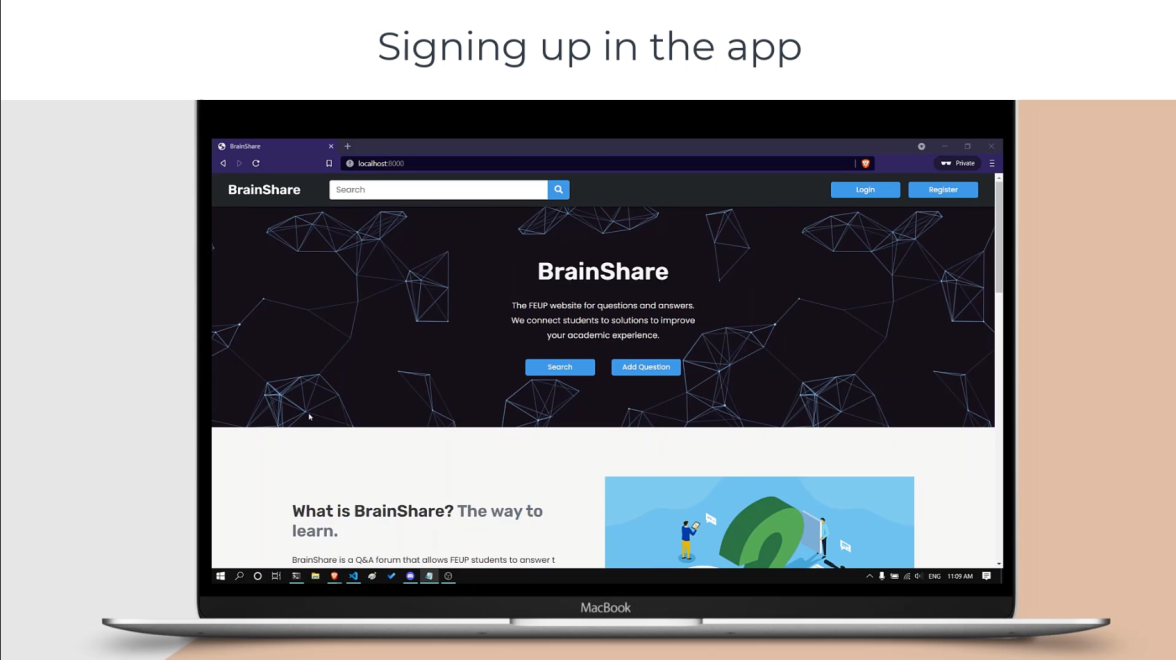 Signing up in the app
BrainShare
localhost:8000
Private
BrainShare
Search
Login
Register
BrainShare
The FEUP website for questions and answers.
We connect students to solutions to improve
your academic experience.
Search
Add Question
What is BrainShare? The way to
learn.
BrainShare is a Q&A forum that allows FEUP students to answer t
ENG
11:09 AM
MacBook